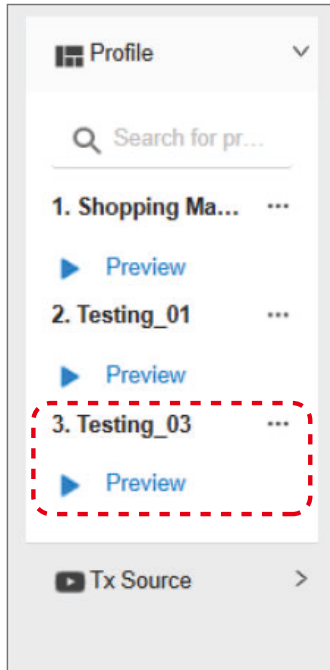 Profile
Search for pr...
1. Shopping Ma... ...
Preview
2. Testing_01 ...
Preview
3. Testing_03 ...
Preview
Tx Source